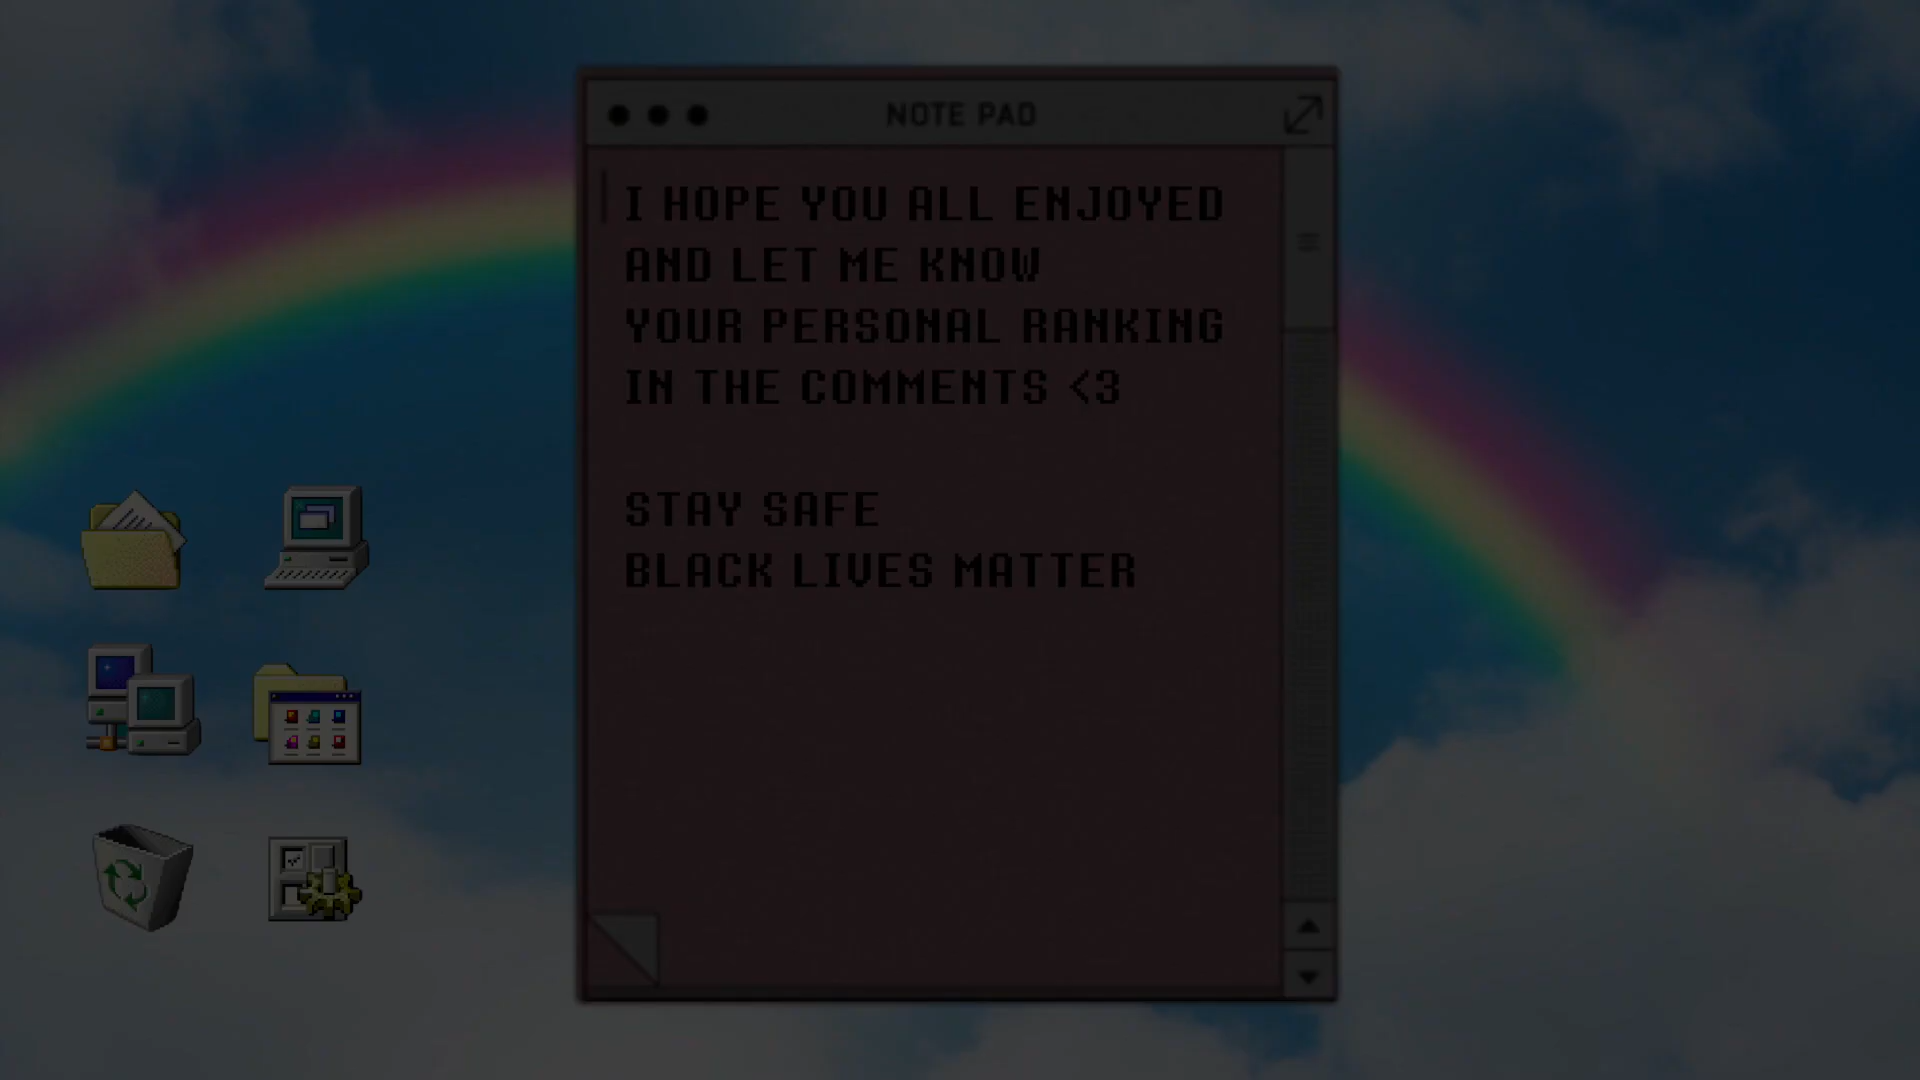 NOTE PAD
I HOPE YOU ALL ENJOYED
AND LET ME KNOW
YOUR PERSONAL RANKING
IN THE COMMENTS <3
STAY SAFE
BLACK LIVES MATTER